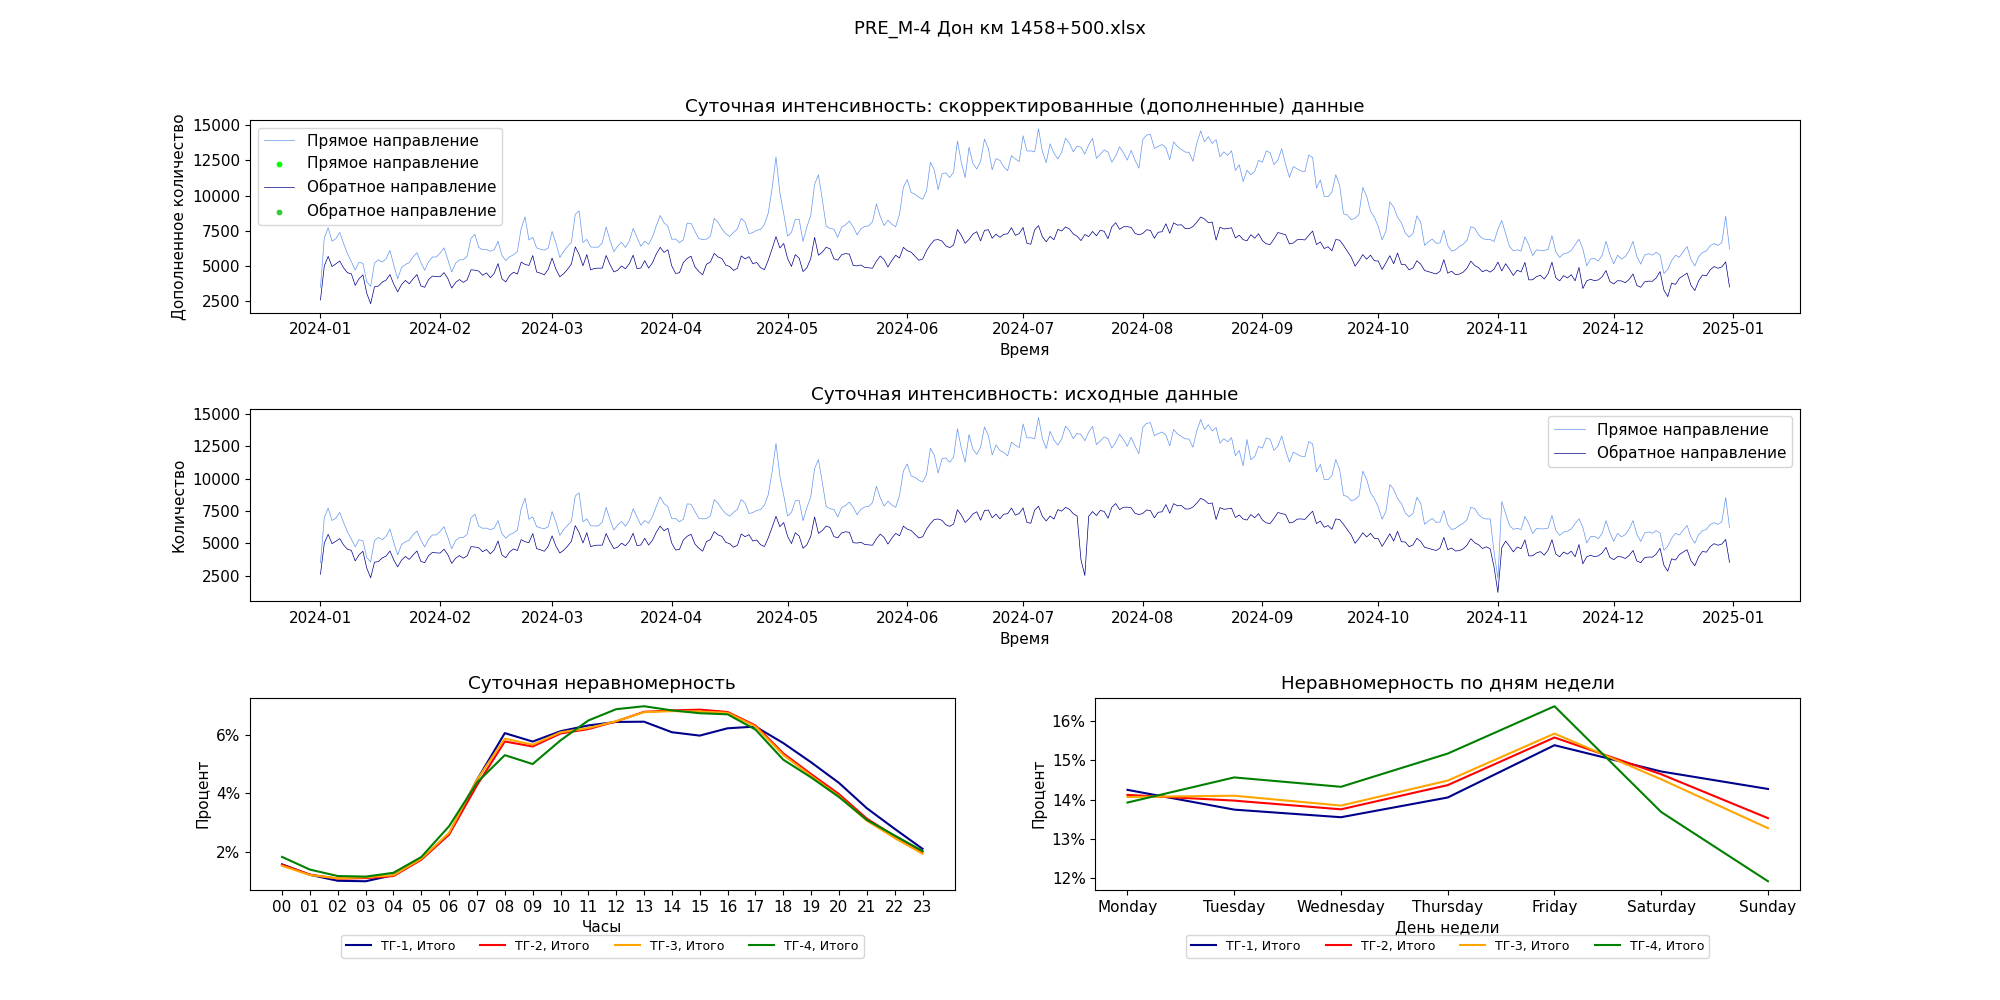 PRE_М-4 Дон км 1458+500.xlsx
Суточная интенсивность: скорректированные (дополненные) данные
Дополненное количество
15000
12500
10000
7500
5000
2500
Прямое направление
Прямое направление
Обратное направление
Обратное направление
2024-01 2024-02 2024-03 2024-04 2024-05 2024-06 2024-07 2024-08 2024-09 2024-10 2024-11 2024-12 2025-01
Время
Суточная интенсивность: исходные данные
Количество
15000
12500
10000
7500
5000
2500
Прямое направление
Обратное направление
2024-01 2024-02 2024-03 2024-04 2024-05 2024-06 2024-07 2024-08 2024-09 2024-10 2024-11 2024-12 2025-01
Время
Суточная неравномерность
Процент
6%
4%
2%
00 01 02 03 04 05 06 07 08 09 10 11 12 13 14 15 16 17 18 19 20 21 22 23
Часы
ТГ-1, Итого ТГ-2, Итого ТГ-3, Итого ТГ-4, Итого
Неравномерность по дням недели
Процент
16%
15%
14%
13%
12%
Monday Tuesday Wednesday Thursday Friday Saturday Sunday
День недели
ТГ-1, Итого ТГ-2, Итого ТГ-3, Итого ТГ-4, Итого